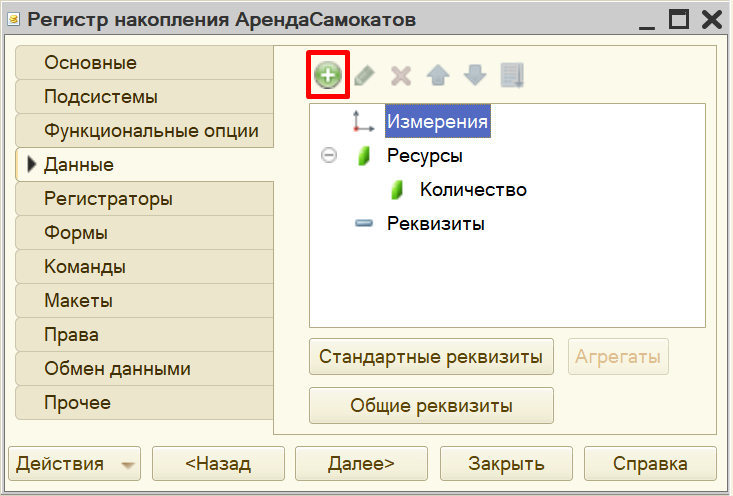 Регистр накопления АрендаСамокатов
Основные
Подсистемы
Функциональные опции
Данные
Регистраторы
Формы
Команды
Макеты
Права
Обмен данными
Прочее
Измерения
Ресурсы
Количество
Реквизиты
Стандартные реквизиты
Агрегаты
Общие реквизиты
Действия
<Назад
Далее>
Закрыть
Справка